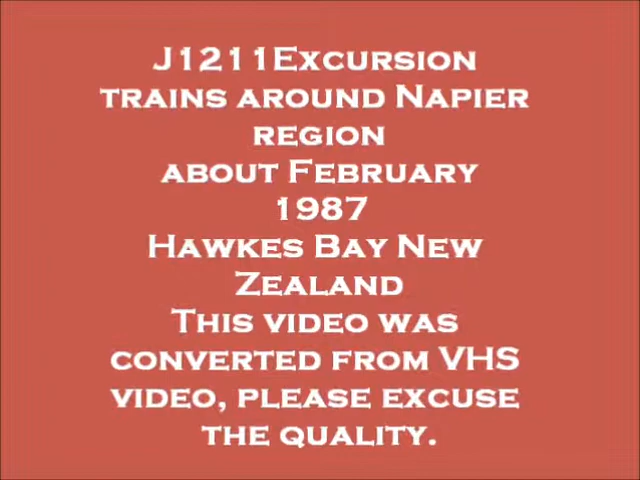 J1211Excursion
trains around Napier
region
about February
1987
Hawkes Bay New
Zealand
This video was
converted from VHS
video, please excuse
the quality.